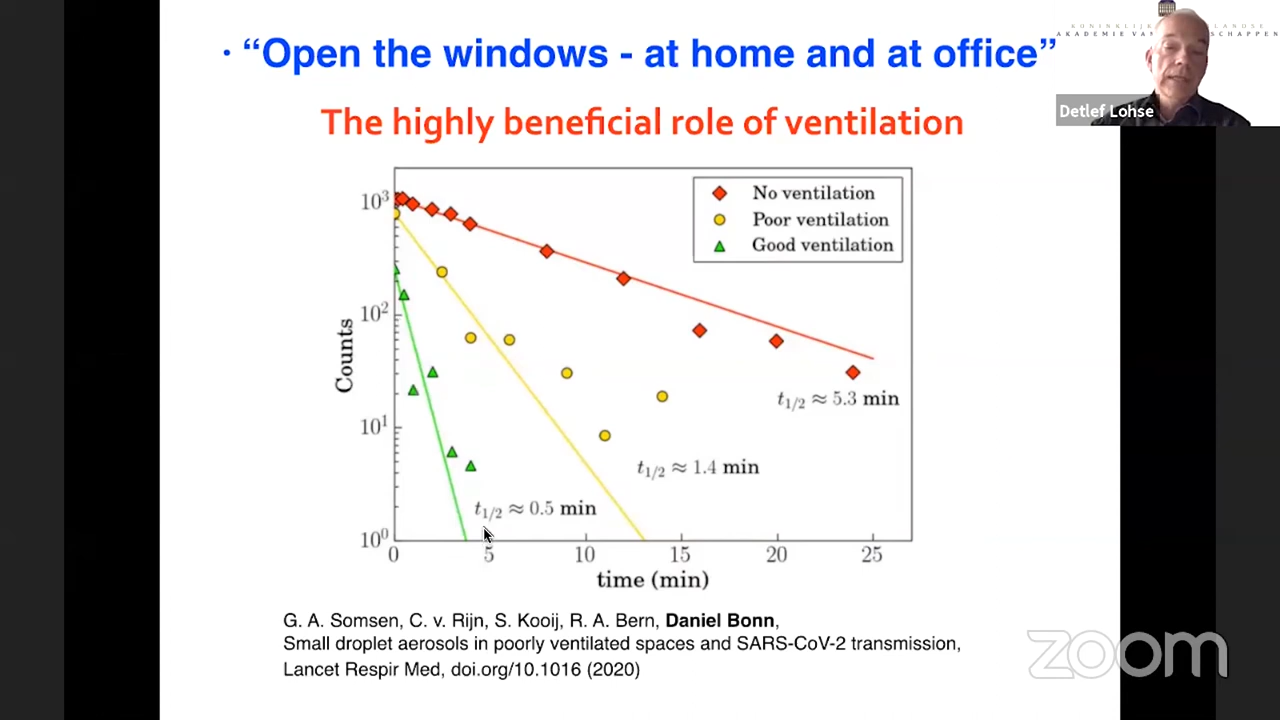 · “Open the windows - at home and at office”
KONINKLIJK
AKADEMIE VAN
Detlef Lohse
The highly beneficial role of ventilation
No ventilation
Poor ventilation
Good ventilation
Counts
10³
10²
10¹
10⁰
t1/2 ≈ 5.3 min
t1/2 ≈ 1.4 min
t1/2 ≈ 0.5 min
0 5 10 15 20 25
time (min)
G. A. Somsen, C. v. Rijn, S. Kooij, R. A. Bern, Daniel Bonn,
Small droplet aerosols in poorly ventilated spaces and SARS-CoV-2 transmission,
Lancet Respir Med, doi.org/10.1016 (2020)
zoom